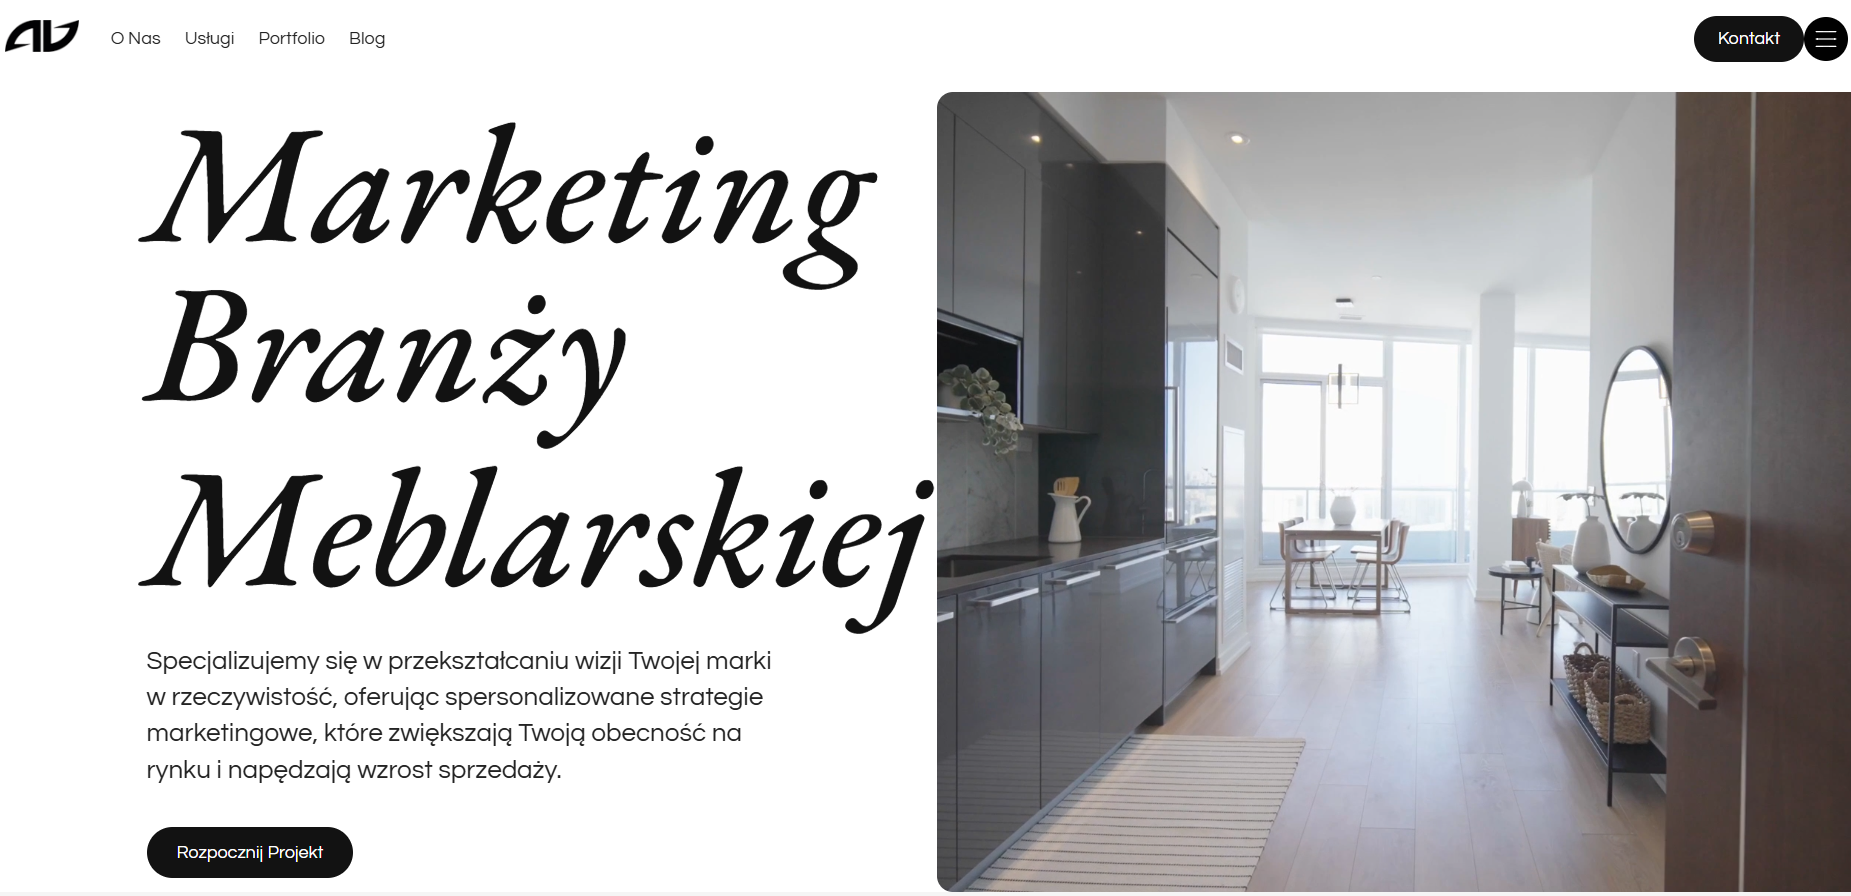 O Nas Usługi Portfolio Blog Kontakt
Marketing
Branży
Meblarskiej
Specjalizujemy się w przekształcaniu wizji Twojej marki
w rzeczywistość, oferując spersonalizowane strategie
marketingowe, które zwiększają Twoją obecność na
rynku i napędzają wzrost sprzedaży.
Rozpocznij Projekt